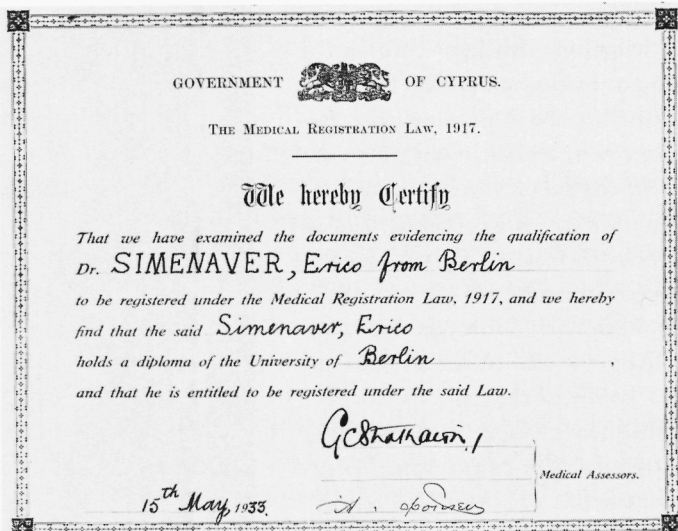 GOVERNMENT OF CYPRUS.
THE MEDICAL REGISTRATION LAW, 1917.
We hereby Certify
That we have examined the documents evidencing the qualification of
Dr. SIMENAVER, Erico from Berlin
to be registered under the Medical Registration Law, 1917, and we hereby
find that the said Simenaver, Erico
holds a diploma of the University of Berlin,
and that he is entitled to be registered under the said Law.
Medical Assessors.
15th May, 1933.